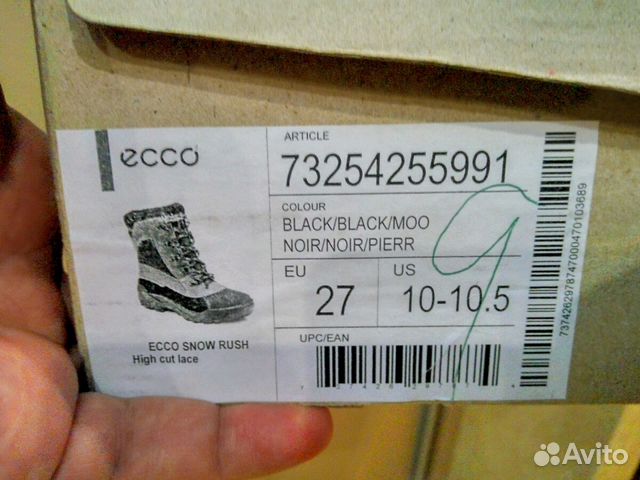 ecco
ARTICLE
73254255991
COLOUR
BLACK/BLACK/MOO
NOIR/NOIR/PIERR
EU
27
US
10-10.5
ECCO SNOW RUSH
High cut lace
UPC/EAN
9
Avito